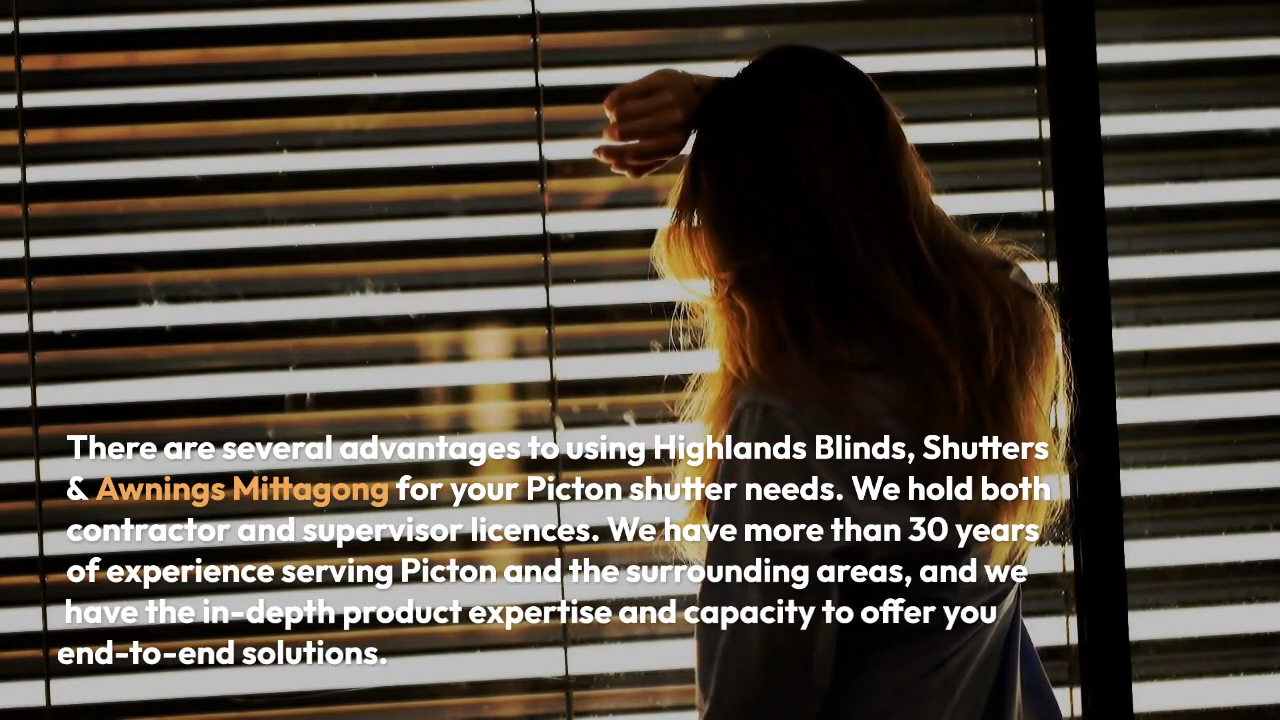 There are several advantages to using Highlands Blinds, Shutters
& Awnings Mittagong for your Picton shutter needs. We hold both
contractor and supervisor licences. We have more than 30 years
of experience serving Picton and the surrounding areas, and we
have the in-depth product expertise and capacity to offer you
end-to-end solutions.